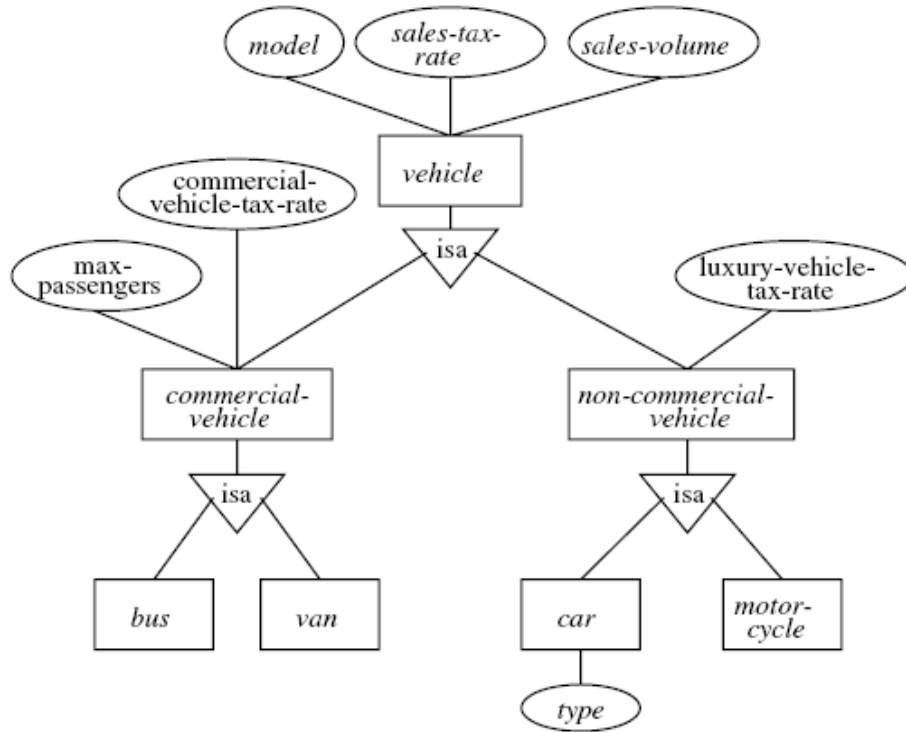 model
sales-tax-
rate
sales-volume
vehicle
commercial-
vehicle-tax-rate
isa
max-
passengers
luxury-vehicle-
tax-rate
commercial-
vehicle
non-commercial-
vehicle
isa
isa
bus
van
car
motor-
cycle
type